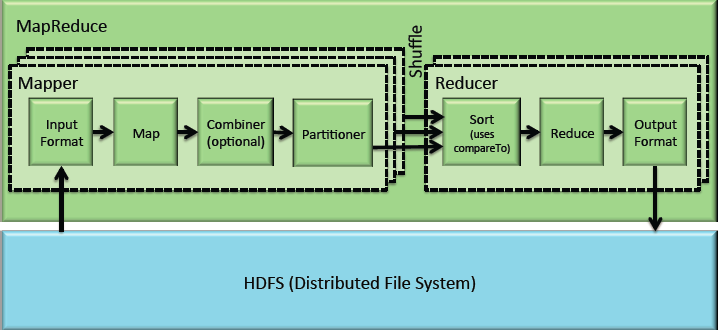 MapReduce
Shuffle
Mapper
Reducer
Input
Format
Map
Combiner
(optional)
Partitioner
Sort
(uses
compareTo)
Reduce
Output
Format
HDFS (Distributed File System)